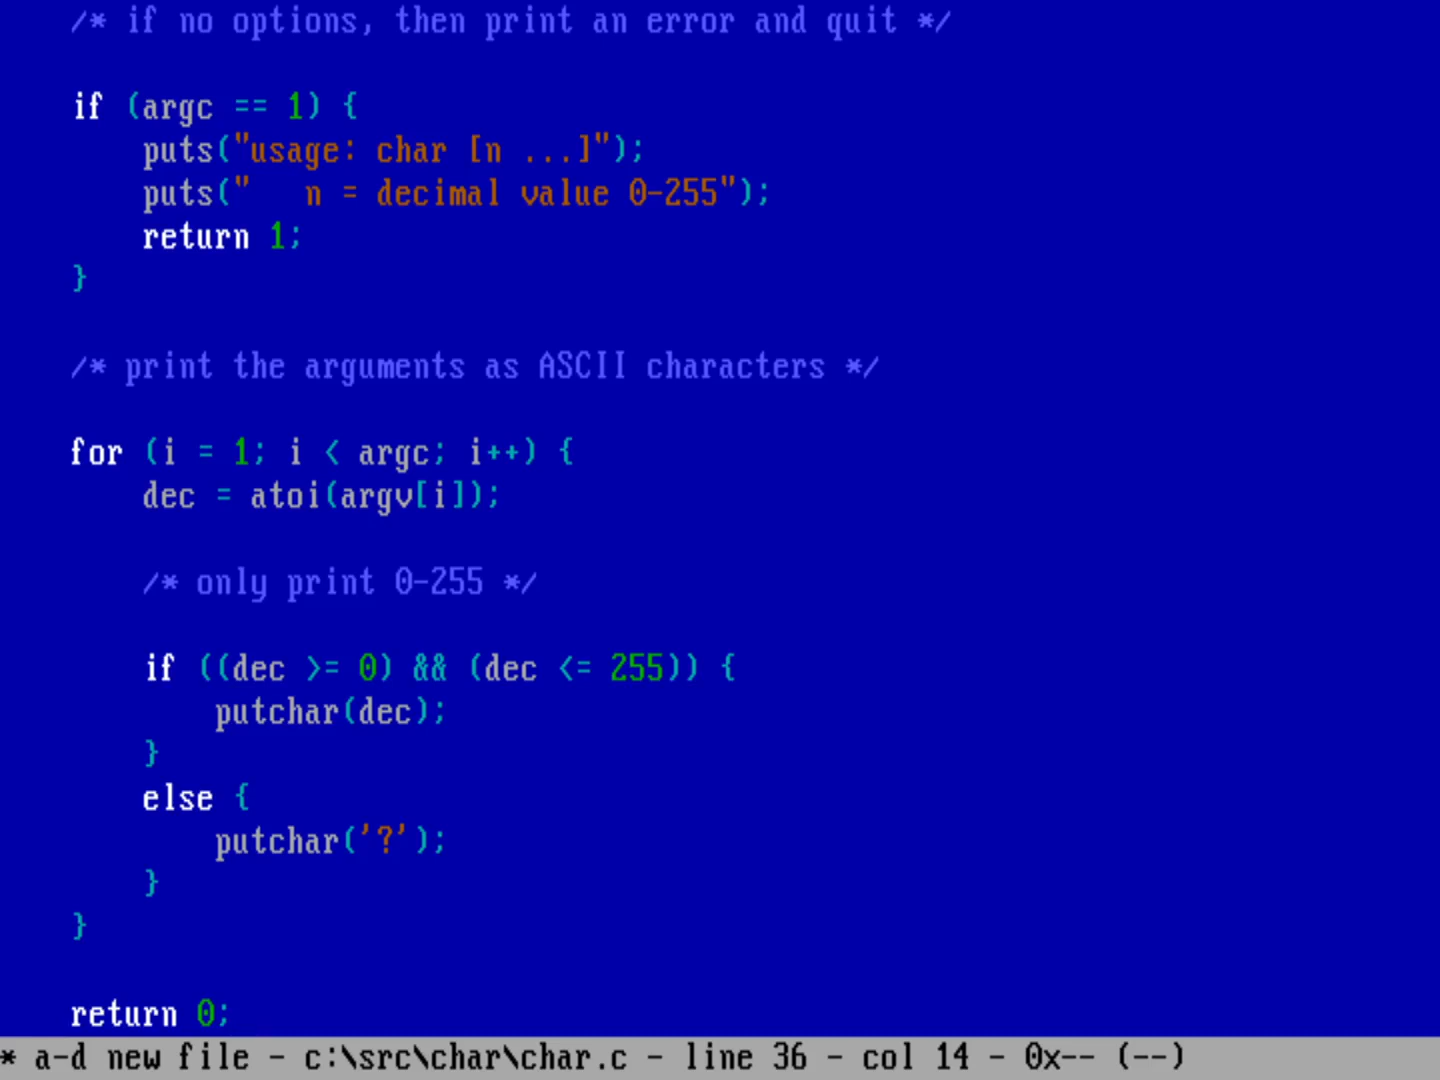 /* if no options, then print an error and quit */
if (argc == 1) {
puts("usage: char [n ...]");
puts("   n = decimal value 0-255");
return 1;
}
/* print the arguments as ASCII characters */
for (i = 1; i < argc; i++) {
dec = atoi(argv[i]);
/* only print 0-255 */
if ((dec >= 0) && (dec <= 255)) {
putchar(dec);
}
else {
putchar('?');
}
}
return 0;
* a-d new file - c:\src\char\char.c - line 36 - col 14 - 0x-- (--)